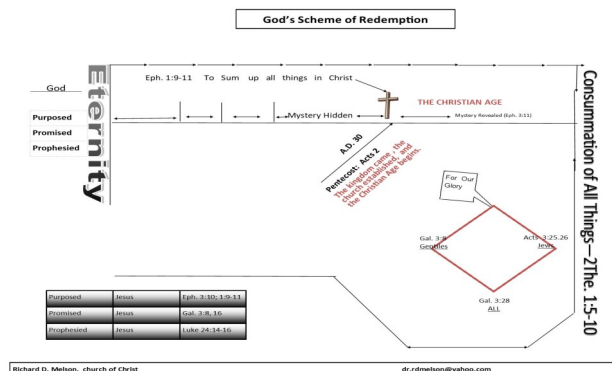 God's Scheme of Redemption
Eph. 1:9-11 To Sum up all things in Christ
God
Eternity
Purposed
Promised
Prophesied
Mystery Hidden
THE CHRISTIAN AGE
Mystery Revealed (Eph. 3:11)
A.D. 30
Pentecost: Acts 2
The kingdom came, the
church established, and
the Christian Age begins.
For Our
Glory
Gal. 3:8
Gentiles
Acts 3:25.26
Jews
Gal. 3:28
ALL
Consummation of All Things—2The. 1:5-10
Purposed Jesus Eph. 3:10; 1:9-11
Promised Jesus Gal. 3:8, 16
Prophesied Jesus Luke 24:14-16
Richard D. Melson, church of Christ dr.rdmelson@yahoo.com